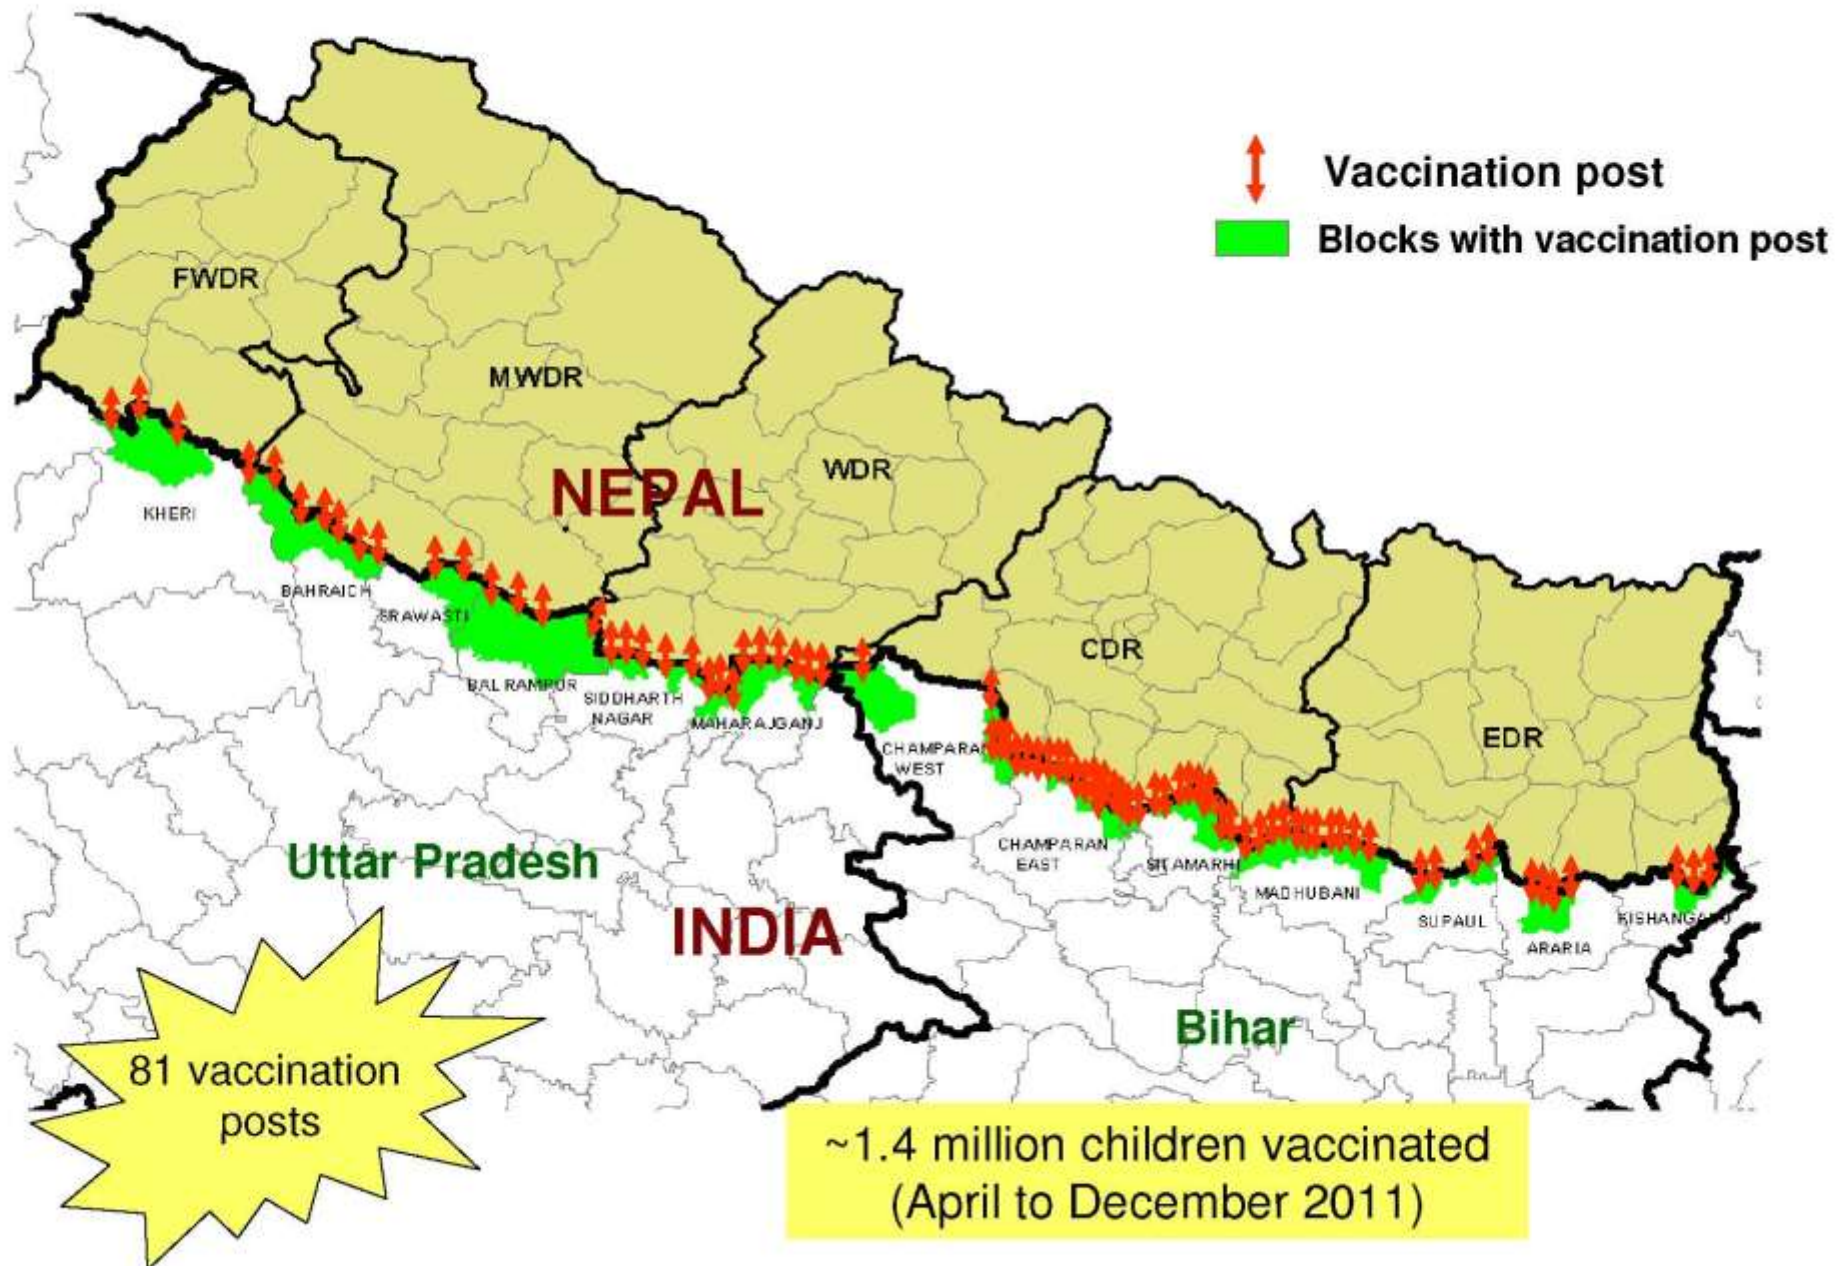 Vaccination post
Blocks with vaccination post
FWDR
MWDR
NEPAL
WDR
CDR
EDR
KHERI
BAHRAICH
SRAWASTI
BALRAMPUR
SIDDHARTH
NAGAR
MAHARAJGANJ
CHAMPARAN
WEST
CHAMPARAN
EAST
SITAMARHI
MADHUBANI
SUPAUL
ARARIA
KISHANGANJ
Uttar Pradesh
INDIA
Bihar
81 vaccination
posts
~1.4 million children vaccinated
(April to December 2011)